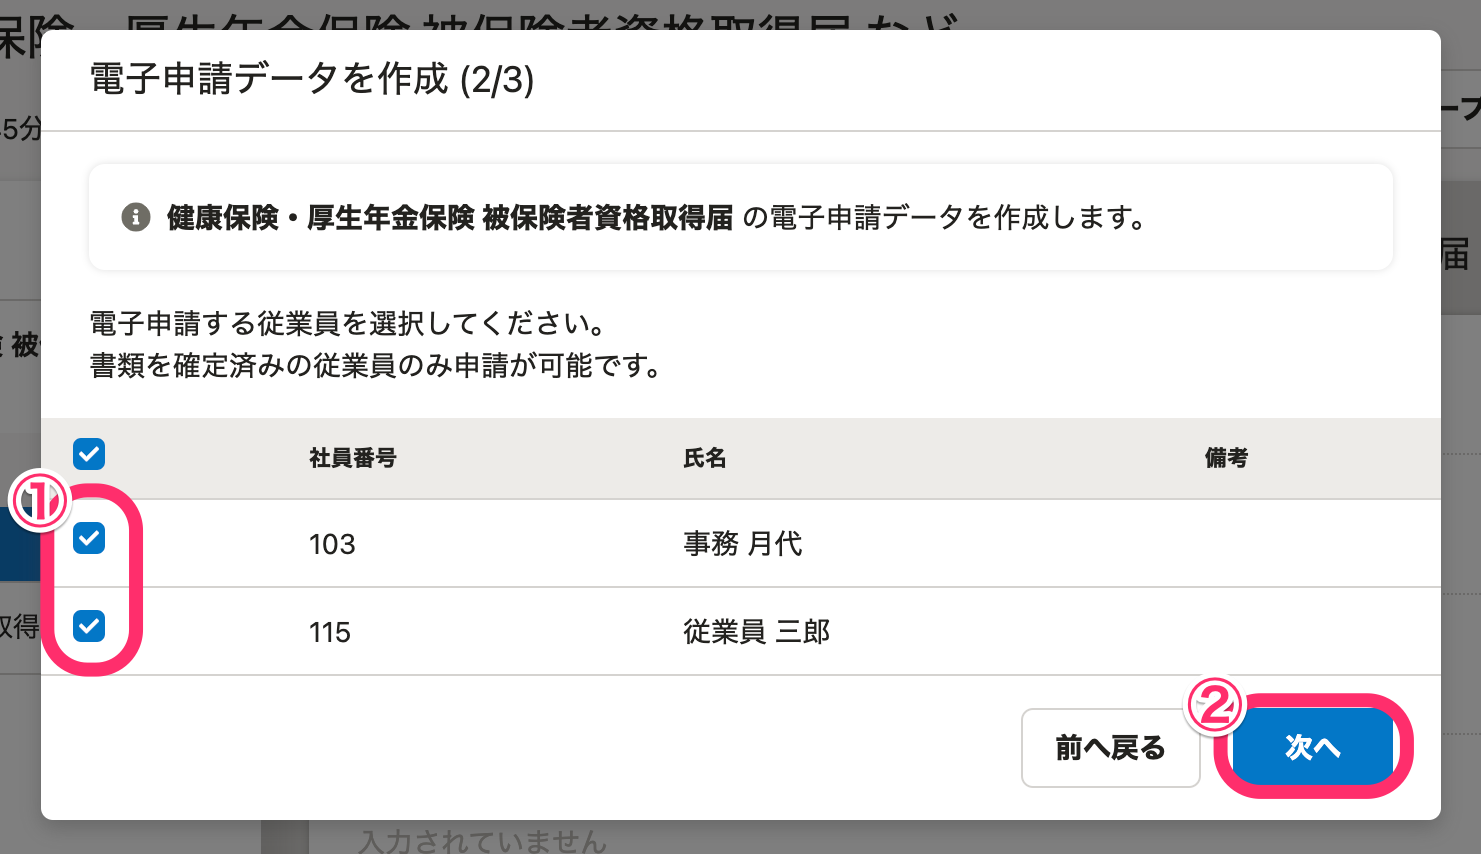 電子申請データを作成 (2/3)
健康保険・厚生年金保険 被保険者資格取得届 の電子申請データを作成します。
電子申請する従業員を選択してください。
書類を確定済みの従業員のみ申請が可能です。
社員番号 氏名 備考
①
103 事務 月代
115 従業員 三郎
②
前へ戻る 次へ
入力されていません